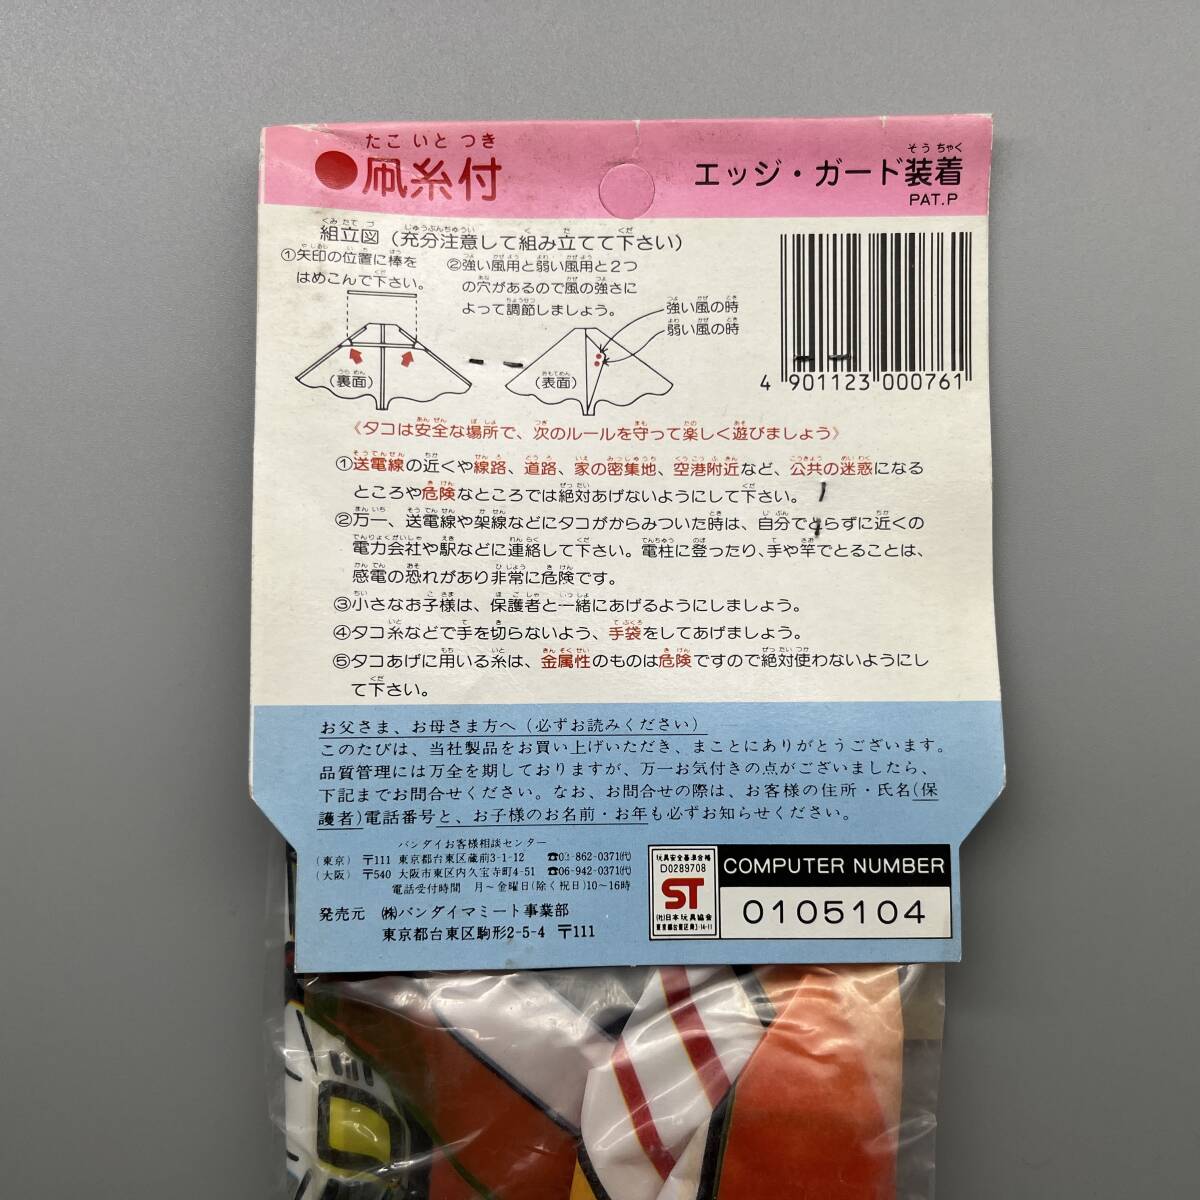 たこ いと つき
●凧糸付
エッジ・ガード装着
そうちゃく
PAT.P
組立図（充分注意して組み立てて下さい）
①矢印の位置に棒を
はめこんで下さい。
②強い風用と弱い風用と2つ
の穴があるので風の強さに
よって調節しましょう。
強い風の時
弱い風の時
（裏面）
（表面）
4 901123 000761
《タコは安全な場所で、次のルールを守って楽しく遊びましょう》
①送電線の近くや線路、道路、家の密集地、空港附近など、公共の迷惑になる
ところや危険なところでは絶対あげないようにして下さい。
②万一、送電線や架線などにタコがからみついた時は、自分でとらずに近くの
電力会社や駅などに連絡して下さい。電柱に登ったり、手や竿でとることは、
感電の恐れがあり非常に危険です。
③小さなお子様は、保護者と一緒にあげるようにしましょう。
④タコ糸などで手を切らないよう、手袋をしてあげましょう。
⑤タコあげに用いる糸は、金属性のものは危険ですので絶対使わないようにし
て下さい。
お父さま、お母さま方へ（必ずお読みください）
このたびは、当社製品をお買い上げいただき、まことにありがとうございます。
品質管理には万全を期しておりますが、万一お気付きの点がございましたら、
下記までお問合せください。なお、お問合せの際は、お客様の住所・氏名(保
護者)電話番号と、お子様のお名前・お年も必ずお知らせください。
バンダイお客様相談センター
（東京）〒111 東京都台東区蔵前3-1-12 ☎03-862-0371㈹
（大阪）〒540 大阪市東区内久宝寺町4-51 ☎06-942-0371㈹
電話受付時間 月～金曜日(除く祝日)10～16時
発売元 ㈱バンダイマミート事業部
東京都台東区駒形2-5-4 〒111
玩具安全基準合格
D0289708
ST
(社)日本玩具協会
COMPUTER NUMBER
0105104